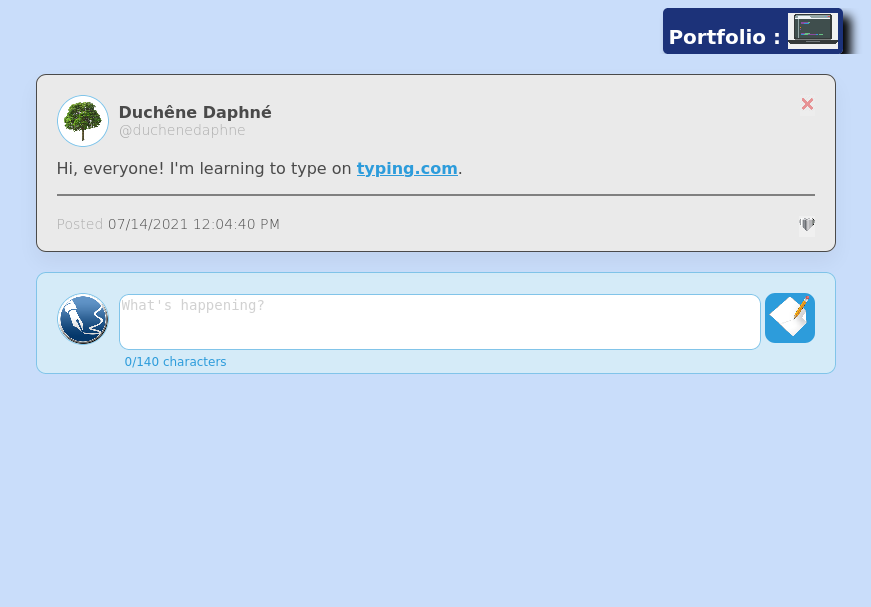 Portfolio :
Duchêne Daphné
@duchenedaphne
Hi, everyone! I'm learning to type on typing.com.
Posted 07/14/2021 12:04:40 PM
What's happening?
0/140 characters